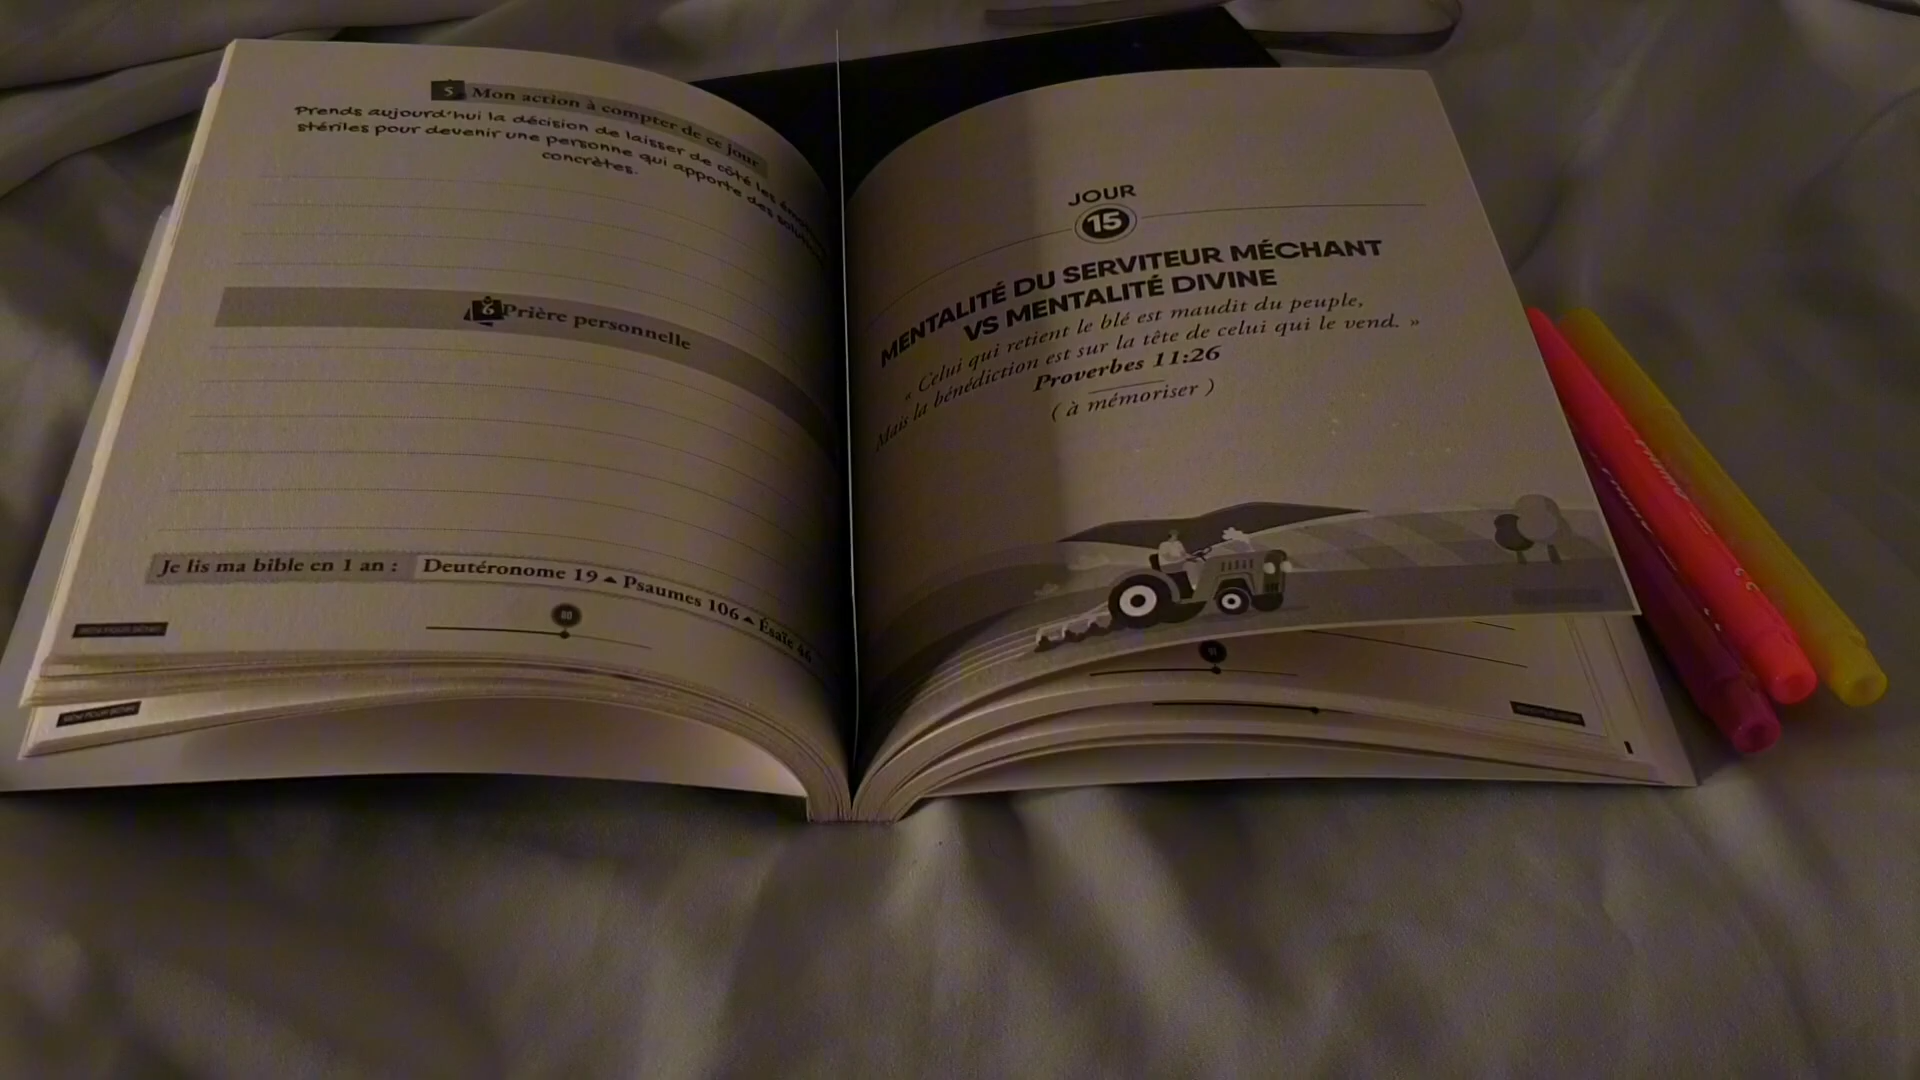 5 Mon action à compter de ce jour
Prends aujourd'hui la décision de laisser de côté les
stériles pour devenir une personne qui apporte des
concrètes.
6 Prière personnelle
Je lis ma bible en 1 an : Deutéronome 19 Psaumes 106 Ésaïe 46
JOUR
15
MENTALITÉ DU SERVITEUR MÉCHANT
VS MENTALITÉ DIVINE
« Celui qui retient le blé est maudit du peuple,
Mais la bénédiction est sur la tête de celui qui le vend. »
Proverbes 11:26
( à mémoriser )